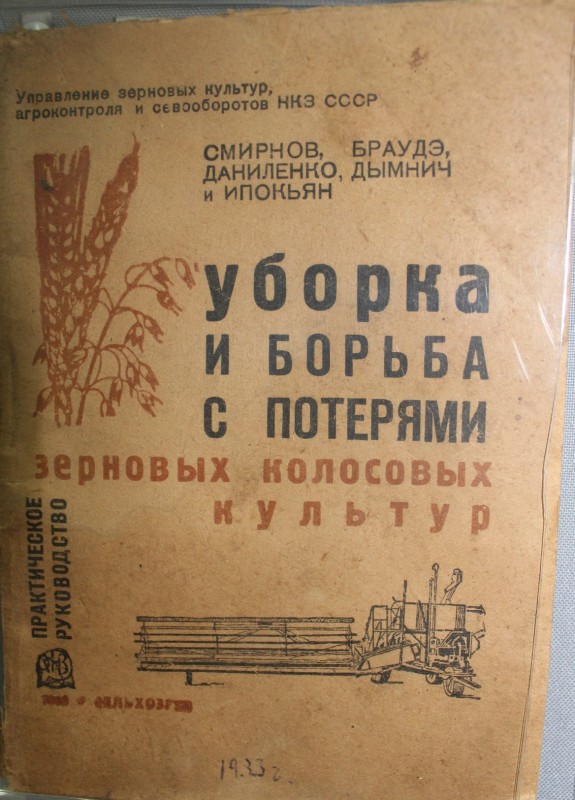 Управление зерновых культур,
агроконтроля и севооборотов НКЗ СССР
СМИРНОВ, БРАУДЭ,
ДАНИЛЕНКО, ДЫМНИЧ
и ИПОКЬЯН
уборка
и БОРЬБА
с ПОТЕРЯМИ
зерновых колосовых
культур
ПРАКТИЧЕСКОЕ
РУКОВОДСТВО
1933 г.